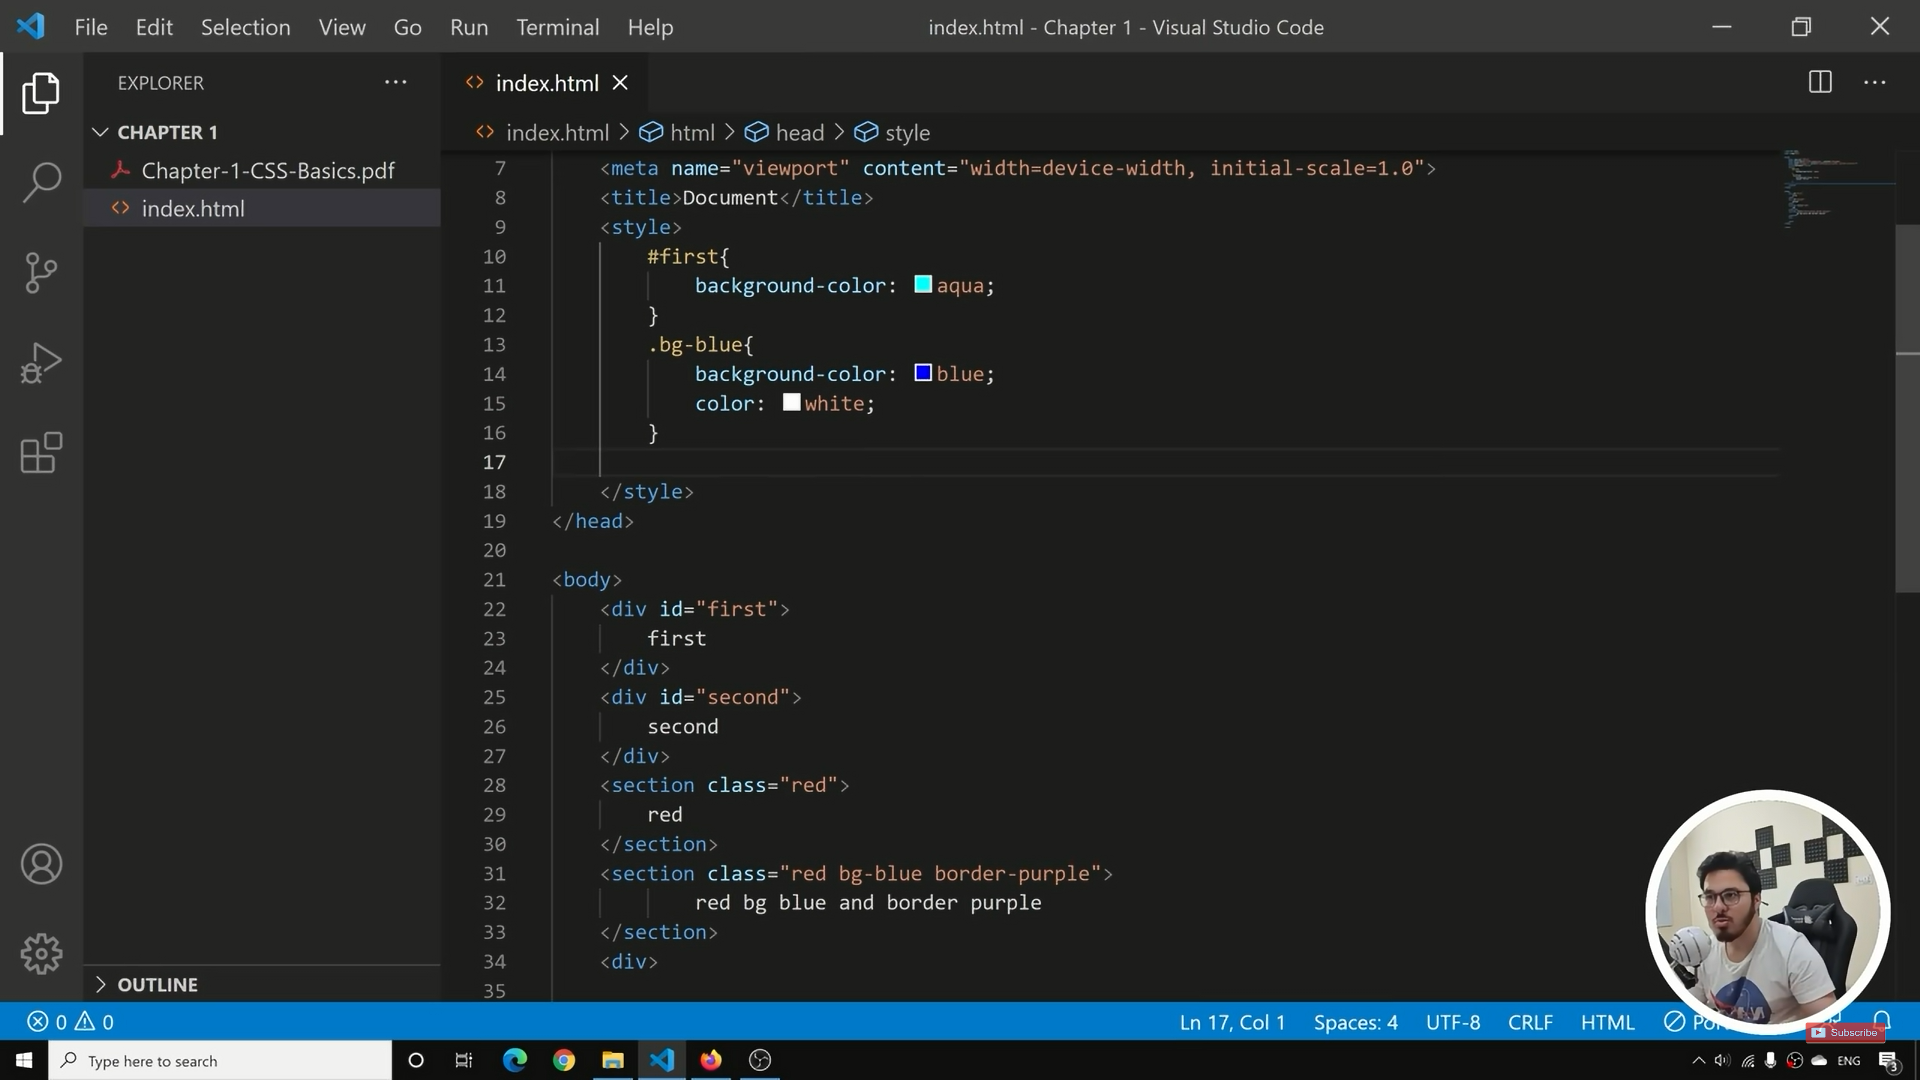 File Edit Selection View Go Run Terminal Help index.html - Chapter 1 - Visual Studio Code
EXPLORER
CHAPTER 1
Chapter-1-CSS-Basics.pdf
index.html
OUTLINE
index.html
index.html > html > head > style
7 <meta name="viewport" content="width=device-width, initial-scale=1.0">
8 <title>Document</title>
9 <style>
10 #first{
11 background-color: aqua;
12 }
13 .bg-blue{
14 background-color: blue;
15 color: white;
16 }
17
18 </style>
19 </head>
20
21 <body>
22 <div id="first">
23 first
24 </div>
25 <div id="second">
26 second
27 </div>
28 <section class="red">
29 red
30 </section>
31 <section class="red bg-blue border-purple">
32 red bg blue and border purple
33 </section>
34 <div>
35
0 0 Ln 17, Col 1 Spaces: 4 UTF-8 CRLF HTML
Subscribe
Type here to search ENG 3